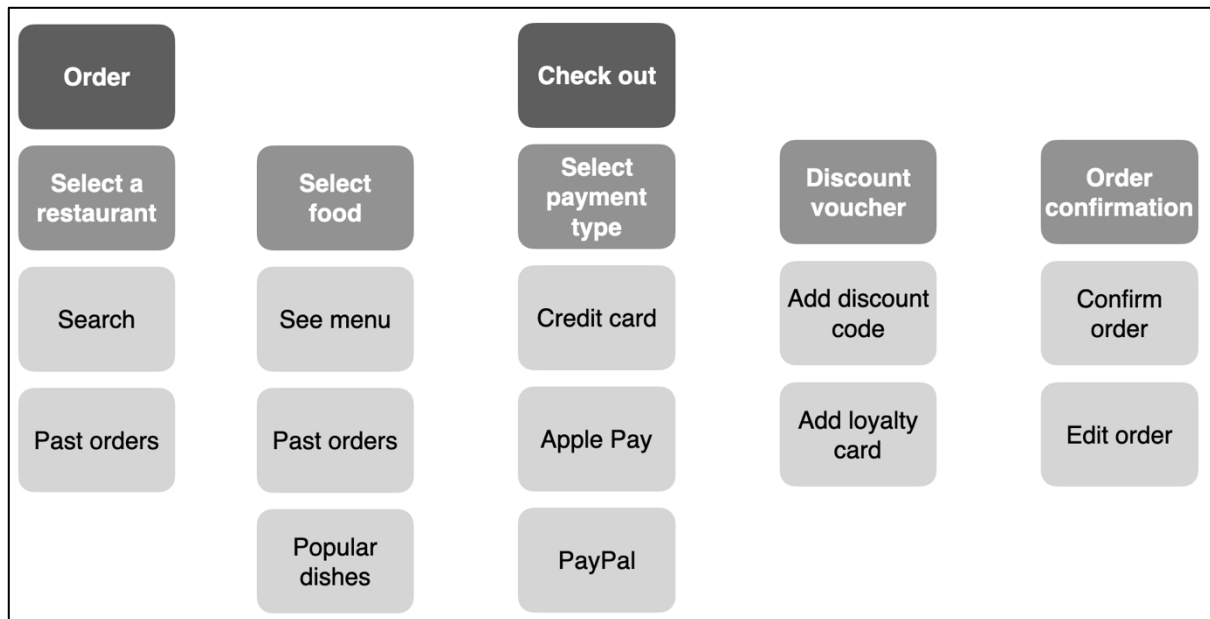 Order
Check out
Select a
restaurant
Select
food
Select
payment
type
Discount
voucher
Order
confirmation
Search
See menu
Credit card
Add discount
code
Confirm
order
Past orders
Past orders
Apple Pay
Add loyalty
card
Edit order
Popular
dishes
PayPal